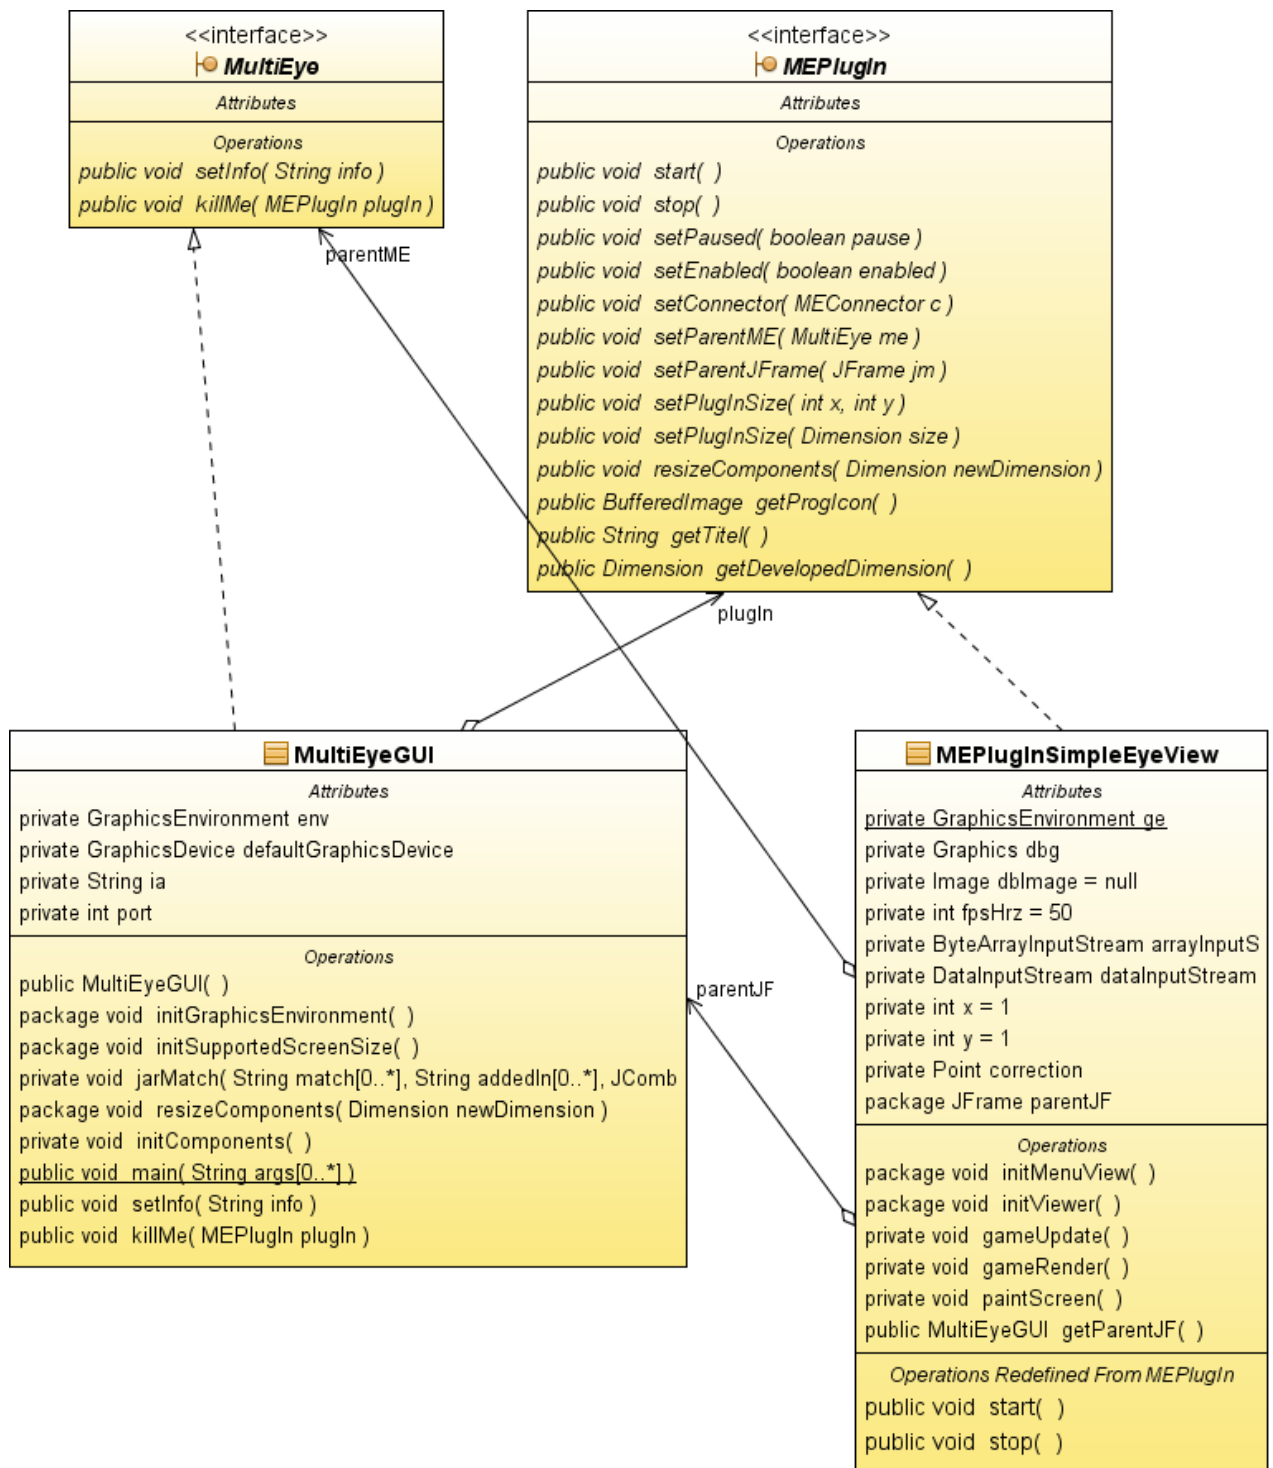 <<interface>>
MultiEye
Attributes
Operations
public void setInfo( String info )
public void killMe( MEPlugIn plugIn )
<<interface>>
MEPlugIn
Attributes
Operations
public void start( )
public void stop( )
public void setPaused( boolean pause )
public void setEnabled( boolean enabled )
public void setConnector( MEConnector c )
public void setParentME( MultiEye me )
public void setParentJFrame( JFrame jm )
public void setPlugInSize( int x, int y )
public void setPlugInSize( Dimension size )
public void resizeComponents( Dimension newDimension )
public BufferedImage getProgIcon( )
public String getTitel( )
public Dimension getDevelopedDimension( )
parentME
plugIn
MultiEyeGUI
Attributes
private GraphicsEnvironment env
private GraphicsDevice defaultGraphicsDevice
private String ia
private int port
Operations
public MultiEyeGUI( )
package void initGraphicsEnvironment( )
package void initSupportedScreenSize( )
private void jarMatch( String match[0..*], String addedIn[0..*], JComb
package void resizeComponents( Dimension newDimension )
private void initComponents( )
public void main( String args[0..*] )
public void setInfo( String info )
public void killMe( MEPlugIn plugIn )
parentJF
MEPlugInSimpleEyeView
Attributes
private GraphicsEnvironment ge
private Graphics dbg
private Image dbImage = null
private int fpsHrz = 50
private ByteArrayInputStream arrayInputS
private DataInputStream dataInputStream
private int x = 1
private int y = 1
private Point correction
package JFrame parentJF
Operations
package void initMenuView( )
package void initViewer( )
private void gameUpdate( )
private void gameRender( )
private void paintScreen( )
public MultiEyeGUI getParentJF( )
Operations Redefined From MEPlugIn
public void start( )
public void stop( )